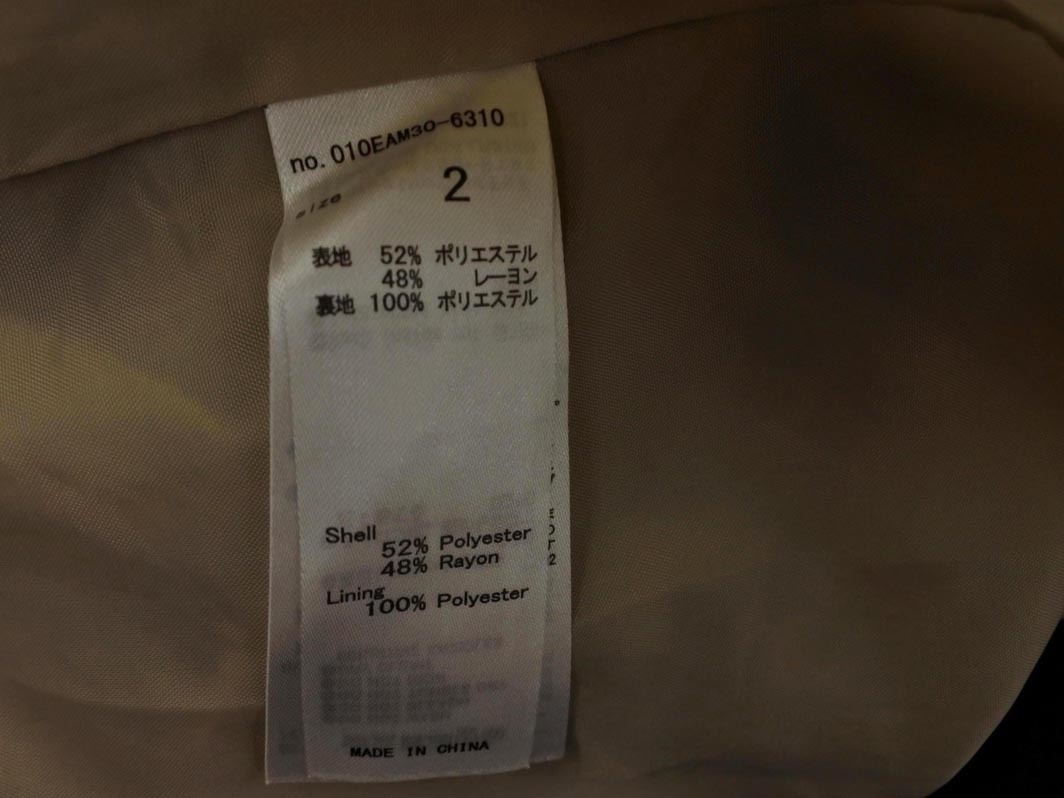 no.010EAM30-6310
size 2
表地 52% ポリエステル
48% レーヨン
裏地 100% ポリエステル
Shell
52% Polyester
48% Rayon
Lining
100% Polyester
MADE IN CHINA